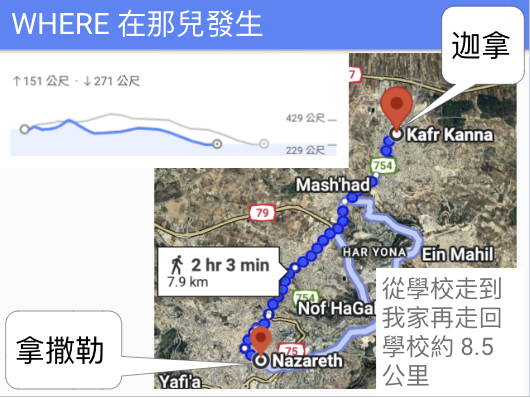 WHERE 在那兒發生
迦拿
↑151 公尺 · ↓271 公尺
429 公尺
229 公尺
7
Kafr Kanna
754
Mash'had
79
HAR YONA
Ein Mahil
2 hr 3 min
7.9 km
754
Nof HaGal
從學校走到
我家再走回
學校約 8.5
公里
拿撒勒
75
Nazareth
Yafi'a